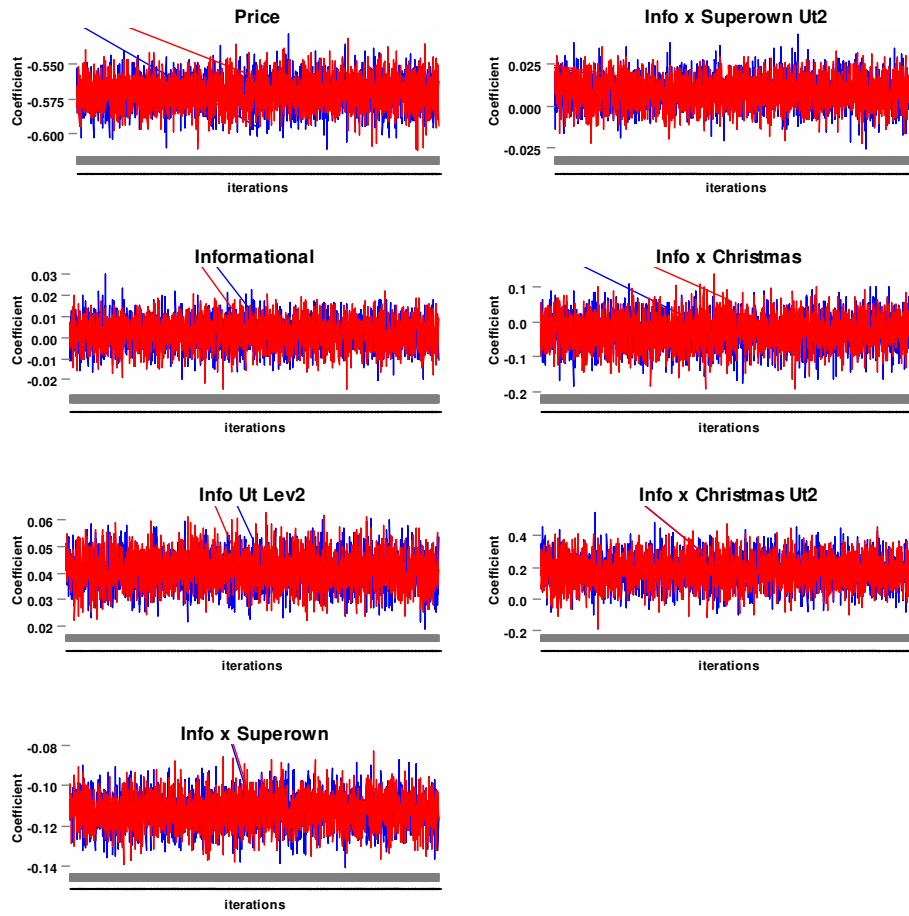 Price
Coefficient
-0.550
-0.575
-0.600
iterations
Info x Superown Ut2
Coefficient
0.025
0.000
-0.025
iterations
Informational
Coefficient
0.03
0.02
0.01
0.00
-0.01
-0.02
iterations
Info x Christmas
Coefficient
0.1
0.0
-0.1
-0.2
iterations
Info Ut Lev2
Coefficient
0.06
0.05
0.04
0.03
0.02
iterations
Info x Christmas Ut2
Coefficient
0.4
0.2
0.0
-0.2
iterations
Info x Superown
Coefficient
-0.08
-0.10
-0.12
-0.14
iterations